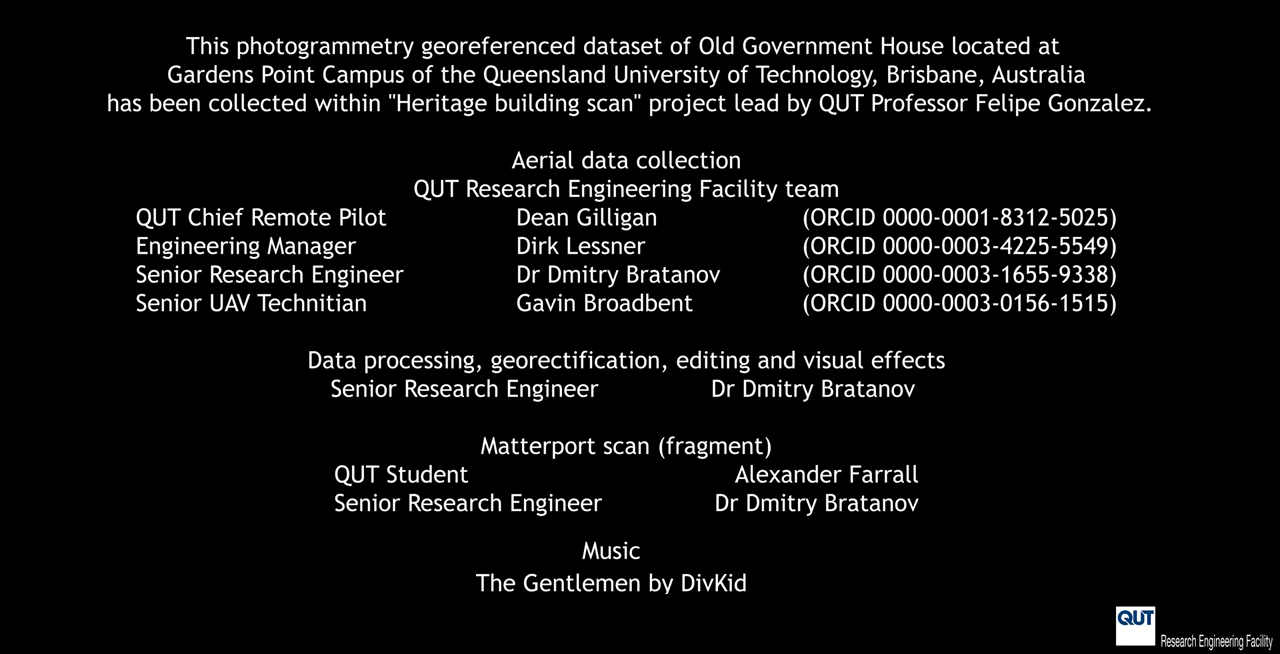 This photogrammetry georeferenced dataset of Old Government House located at
Gardens Point Campus of the Queensland University of Technology, Brisbane, Australia
has been collected within "Heritage building scan" project lead by QUT Professor Felipe Gonzalez.
Aerial data collection
QUT Research Engineering Facility team
QUT Chief Remote Pilot Dean Gilligan (ORCID 0000-0001-8312-5025)
Engineering Manager Dirk Lessner (ORCID 0000-0003-4225-5549)
Senior Research Engineer Dr Dmitry Bratanov (ORCID 0000-0003-1655-9338)
Senior UAV Technitian Gavin Broadbent (ORCID 0000-0003-0156-1515)
Data processing, georectification, editing and visual effects
Senior Research Engineer Dr Dmitry Bratanov
Matterport scan (fragment)
QUT Student Alexander Farrall
Senior Research Engineer Dr Dmitry Bratanov
Music
The Gentlemen by DivKid
QUT
Research Engineering Facility